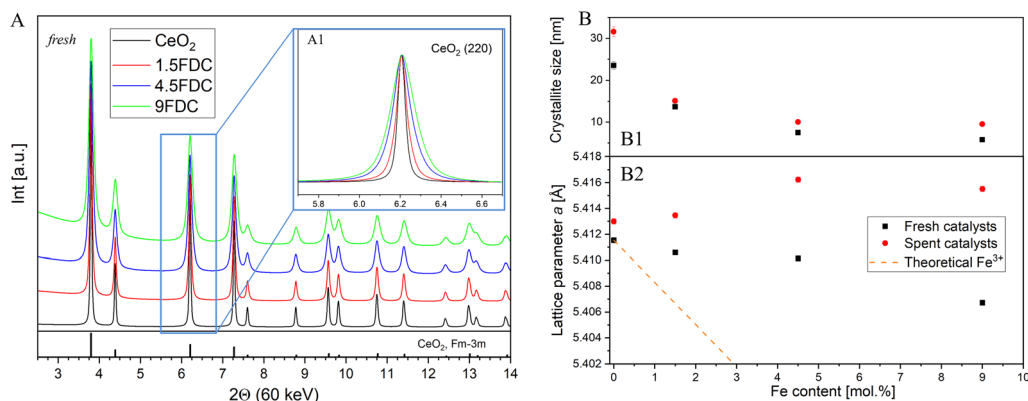 A
fresh
CeO₂
1.5FDC
4.5FDC
9FDC
A1
CeO₂ (220)
5.8 6.0 6.2 6.4 6.6
Int [a.u.]
CeO₂, Fm-3m
3 4 5 6 7 8 9 10 11 12 13 14
2Θ (60 keV)
B
Crystallite size [nm]
30
20
10
B1
5.418
B2
5.416
5.414
5.412
5.410
5.408
5.406
5.404
5.402
Lattice parameter a [Å]
Fresh catalysts
Spent catalysts
Theoretical Fe³⁺
0 1 2 3 4 5 6 7 8 9 10
Fe content [mol.%]